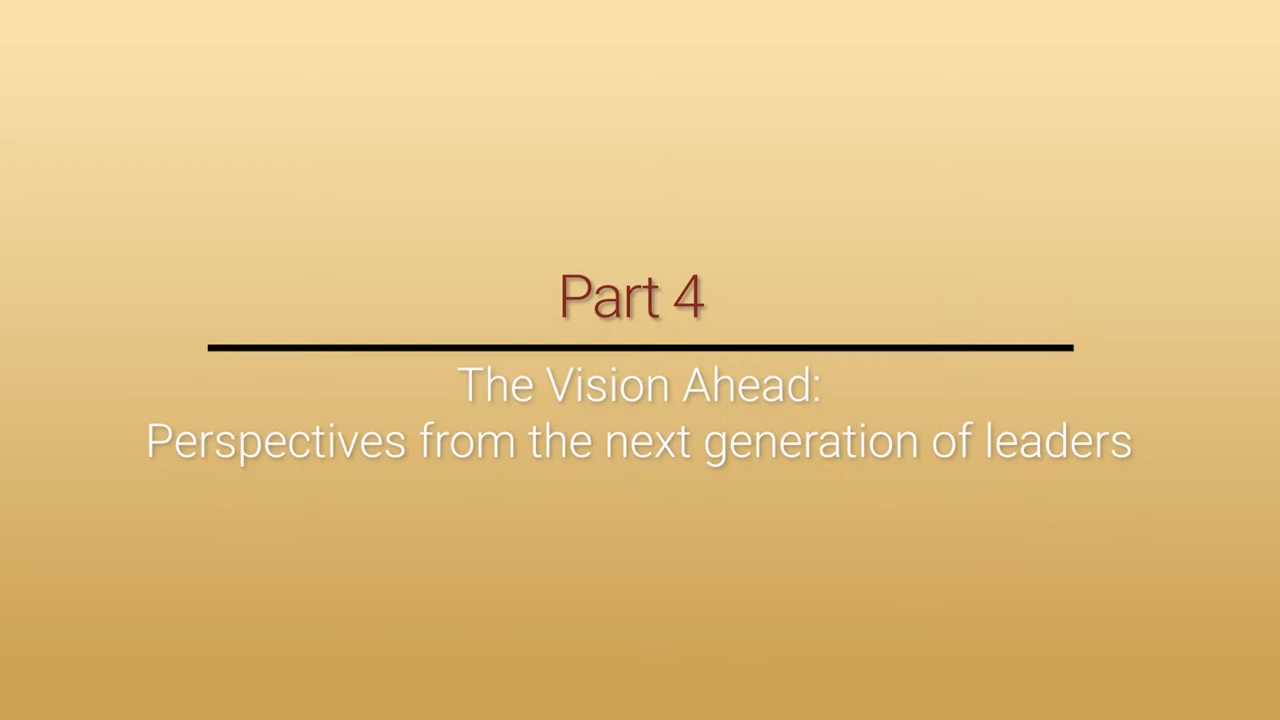 Part 4
The Vision Ahead:
Perspectives from the next generation of leaders